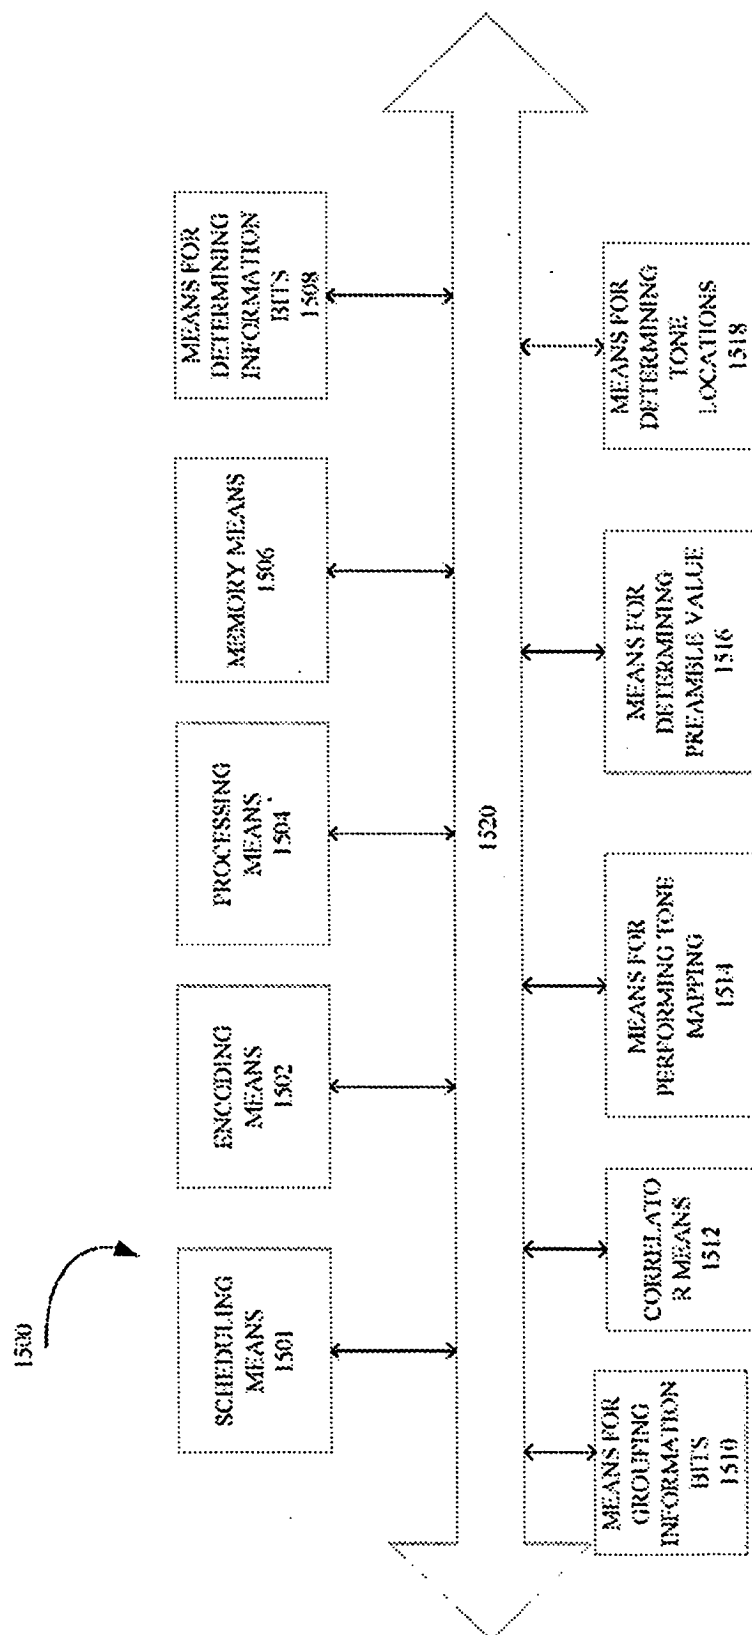 1500
SCHEDULING
MEANS
1501
ENCODING
MEANS
1502
PROCESSING
MEANS
1504
MEMORY MEANS
1506
MEANS FOR
DETERMINING
INFORMATION
BITS
1508
1520
MEANS FOR
GROUPING
INFORMATION
BITS
1510
CORRELATO
R MEANS
1512
MEANS FOR
PERFORMING TONE
MAPPING
1514
MEANS FOR
DETERMINING
PREAMBLE VALUE
1516
MEANS FOR
DETERMINING
TONE
LOCATIONS
1518